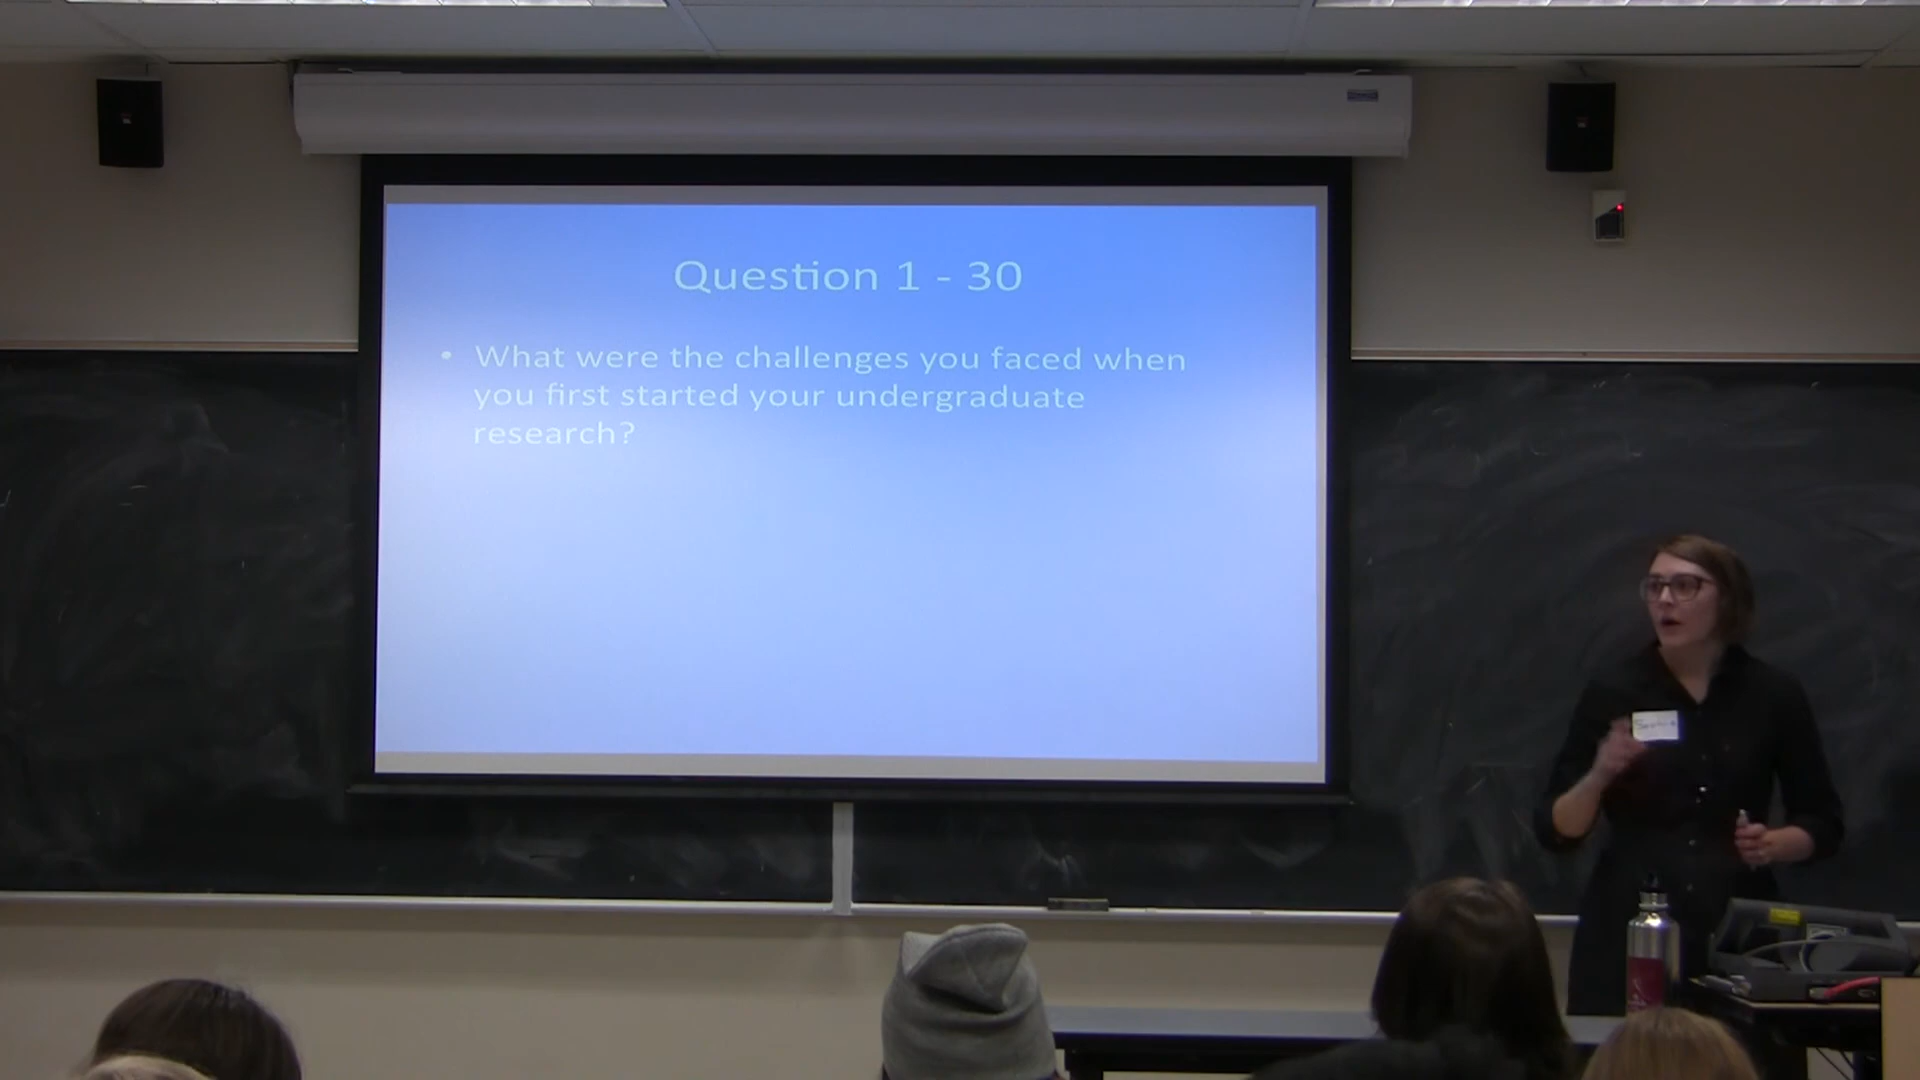 Question 1 - 30
• What were the challenges you faced when
you first started your undergraduate
research?